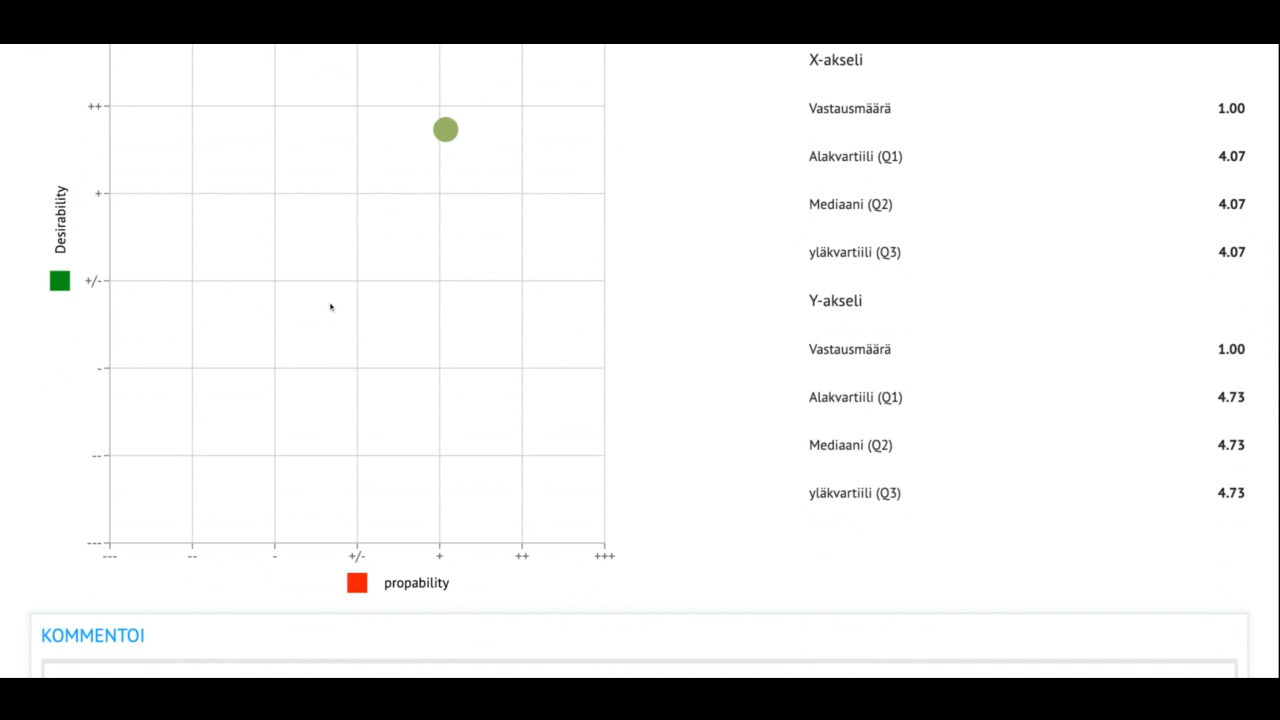 ++
+
Desirability
+/-
-
--
---
--- -- - +/- + ++ +++
propability
X-akseli
Vastausmäärä 1.00
Alakvartiili (Q1) 4.07
Mediaani (Q2) 4.07
yläkvartiili (Q3) 4.07
Y-akseli
Vastausmäärä 1.00
Alakvartiili (Q1) 4.73
Mediaani (Q2) 4.73
yläkvartiili (Q3) 4.73
KOMMENTOI